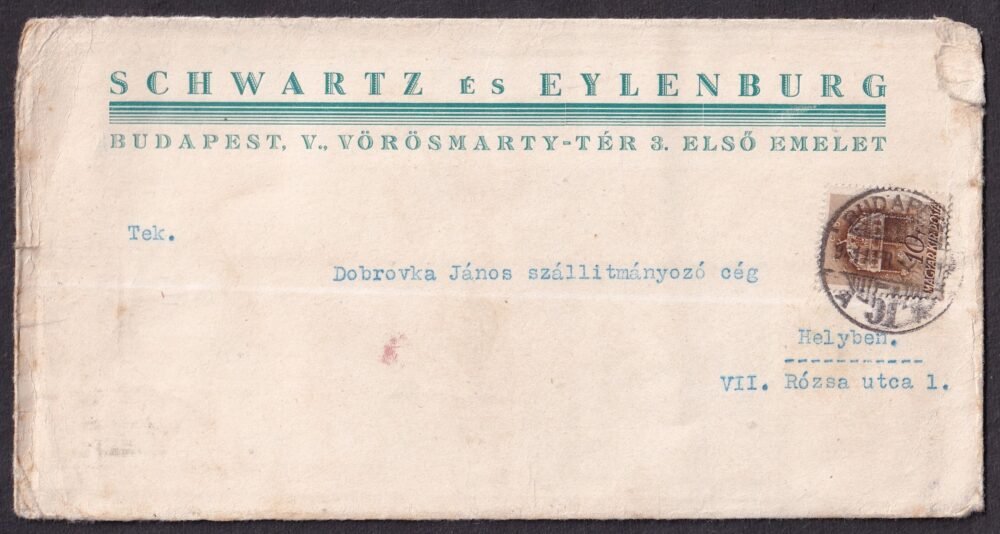 SCHWARTZ ÉS EYLENBURG
BUDAPEST, V., VÖRÖSMARTY-TÉR 3. ELSŐ EMELET
Tek.
Dobrovka János szállitmányozó cég
Helyben.
VII. Rózsa utca 1.
10